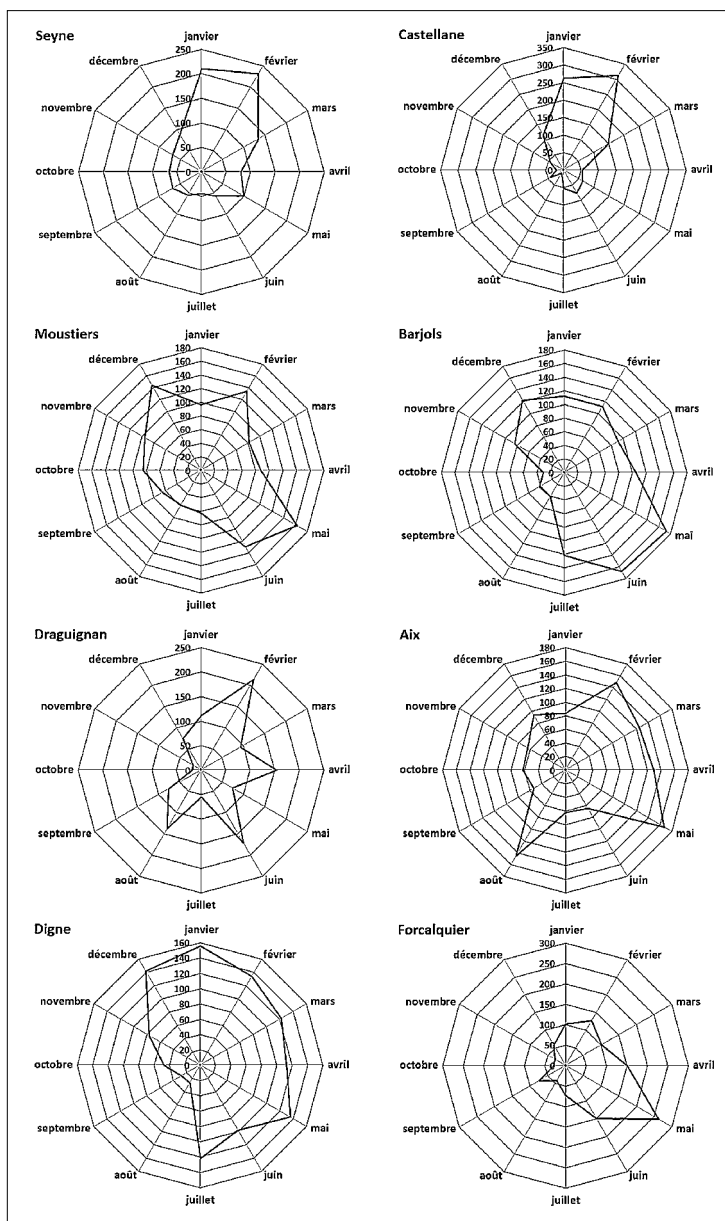 Seyne
janvier
février
mars
avril
mai
juin
juillet
août
septembre
octobre
novembre
décembre
250
200
150
100
50
0
Castellane
janvier
février
mars
avril
mai
juin
juillet
août
septembre
octobre
novembre
décembre
350
300
250
200
150
100
50
0
Moustiers
janvier
février
mars
avril
mai
juin
juillet
août
septembre
octobre
novembre
décembre
180
160
140
120
100
80
60
40
20
0
Barjols
janvier
février
mars
avril
mai
juin
juillet
août
septembre
octobre
novembre
décembre
180
160
140
120
100
80
60
40
20
0
Draguignan
janvier
février
mars
avril
mai
juin
juillet
août
septembre
octobre
novembre
décembre
250
200
150
100
50
0
Aix
janvier
février
mars
avril
mai
juin
juillet
août
septembre
octobre
novembre
décembre
180
160
140
120
100
80
60
40
20
0
Digne
janvier
février
mars
avril
mai
juin
juillet
août
septembre
octobre
novembre
décembre
160
140
120
100
80
60
40
20
0
Forcalquier
janvier
février
mars
avril
mai
juin
juillet
août
septembre
octobre
novembre
décembre
300
250
200
150
100
50
0